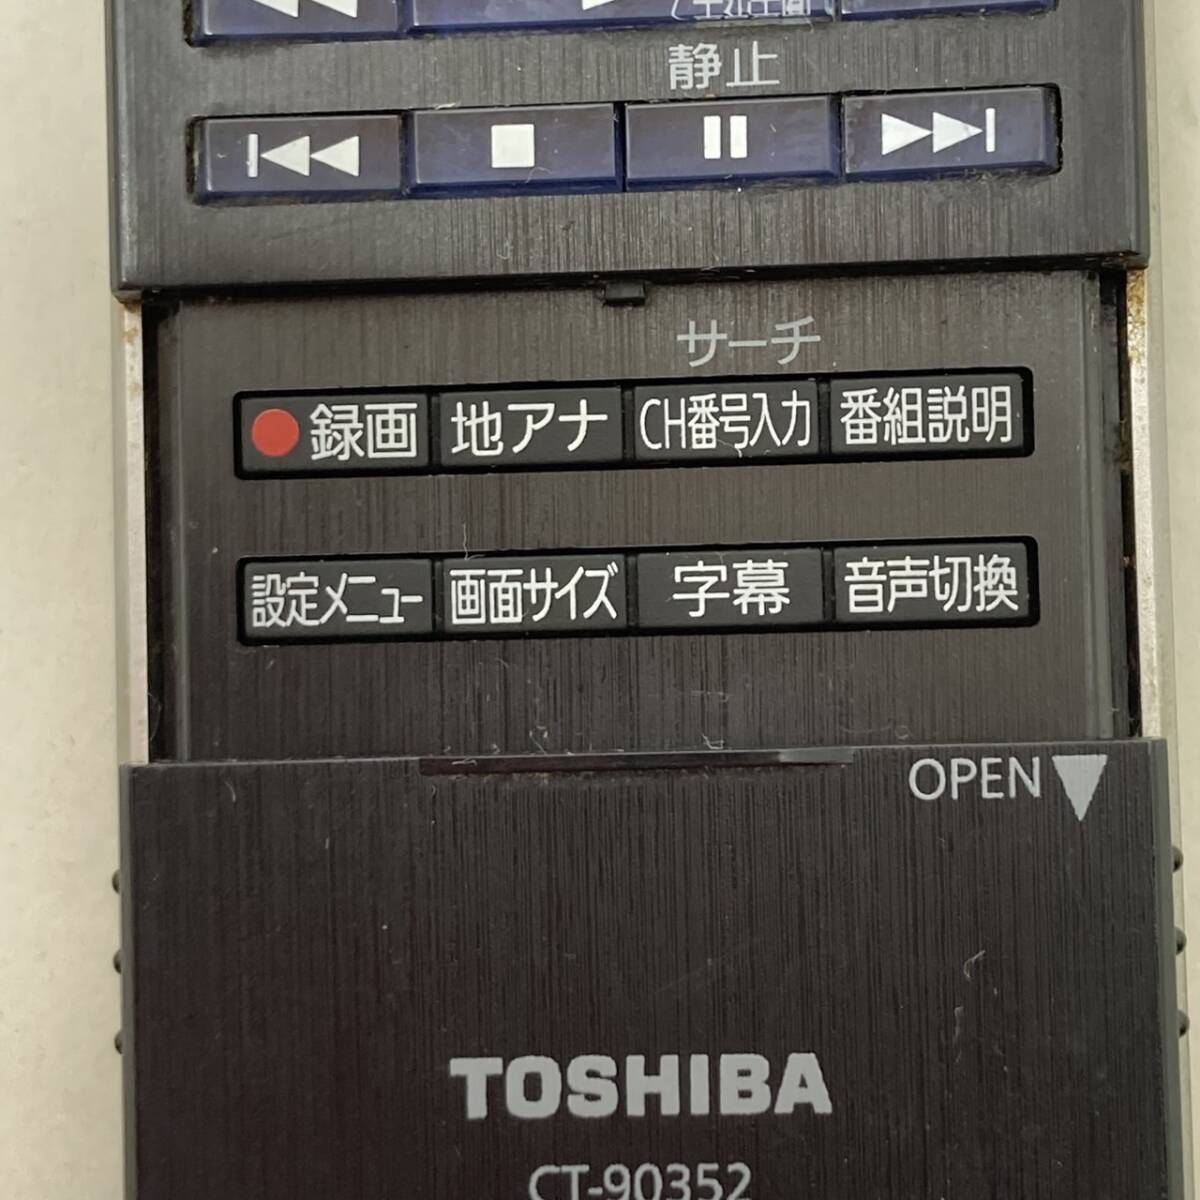 静止
サーチ
録画 地アナ CH番号入力 番組説明
設定メニュー 画面サイズ 字幕 音声切換
OPEN
TOSHIBA
CT-90352